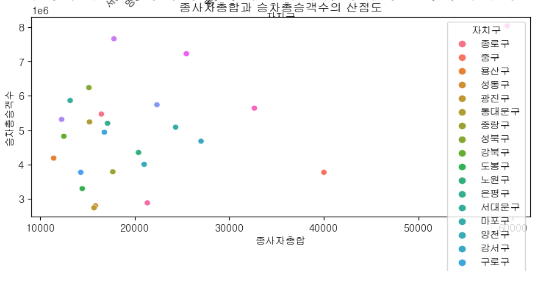 종사자총합과 승차총승객수의 산점도
자치구
1e6
8
7
6
5
4
3
승차총승객수
10000 20000 30000 40000 50000 60000
종사자총합
자치구
종로구
중구
용산구
성동구
광진구
동대문구
중랑구
성북구
강북구
도봉구
노원구
은평구
서대문구
마포구
양천구
강서구
구로구